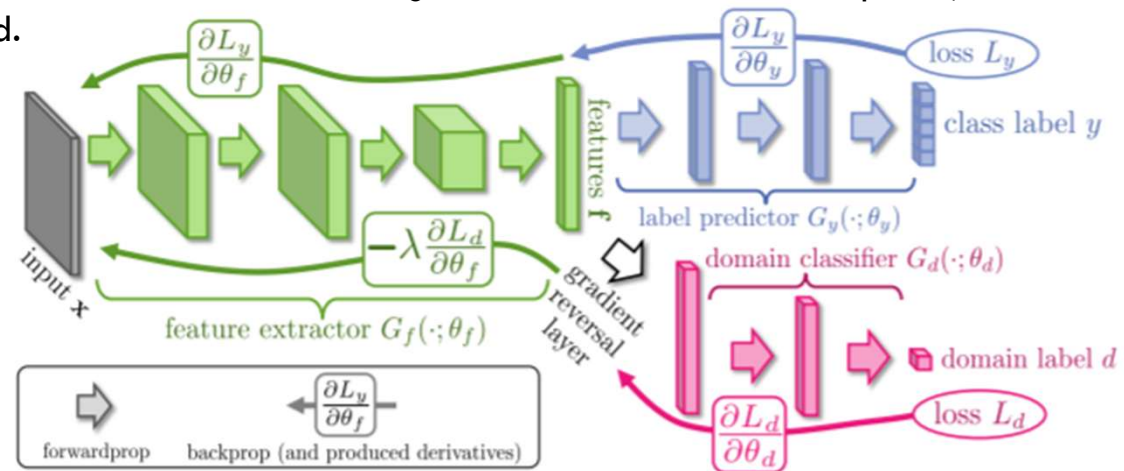 d.
∂L_y/∂θ_f
∂L_y/∂θ_y
loss L_y
features f
class label y
label predictor G_y(·;θ_y)
−λ ∂L_d/∂θ_f
input x
gradient
reversal
layer
domain classifier G_d(·;θ_d)
feature extractor G_f(·;θ_f)
domain label d
∂L_d/∂θ_d
loss L_d
∂L_y/∂θ_f
forwardprop
backprop (and produced derivatives)